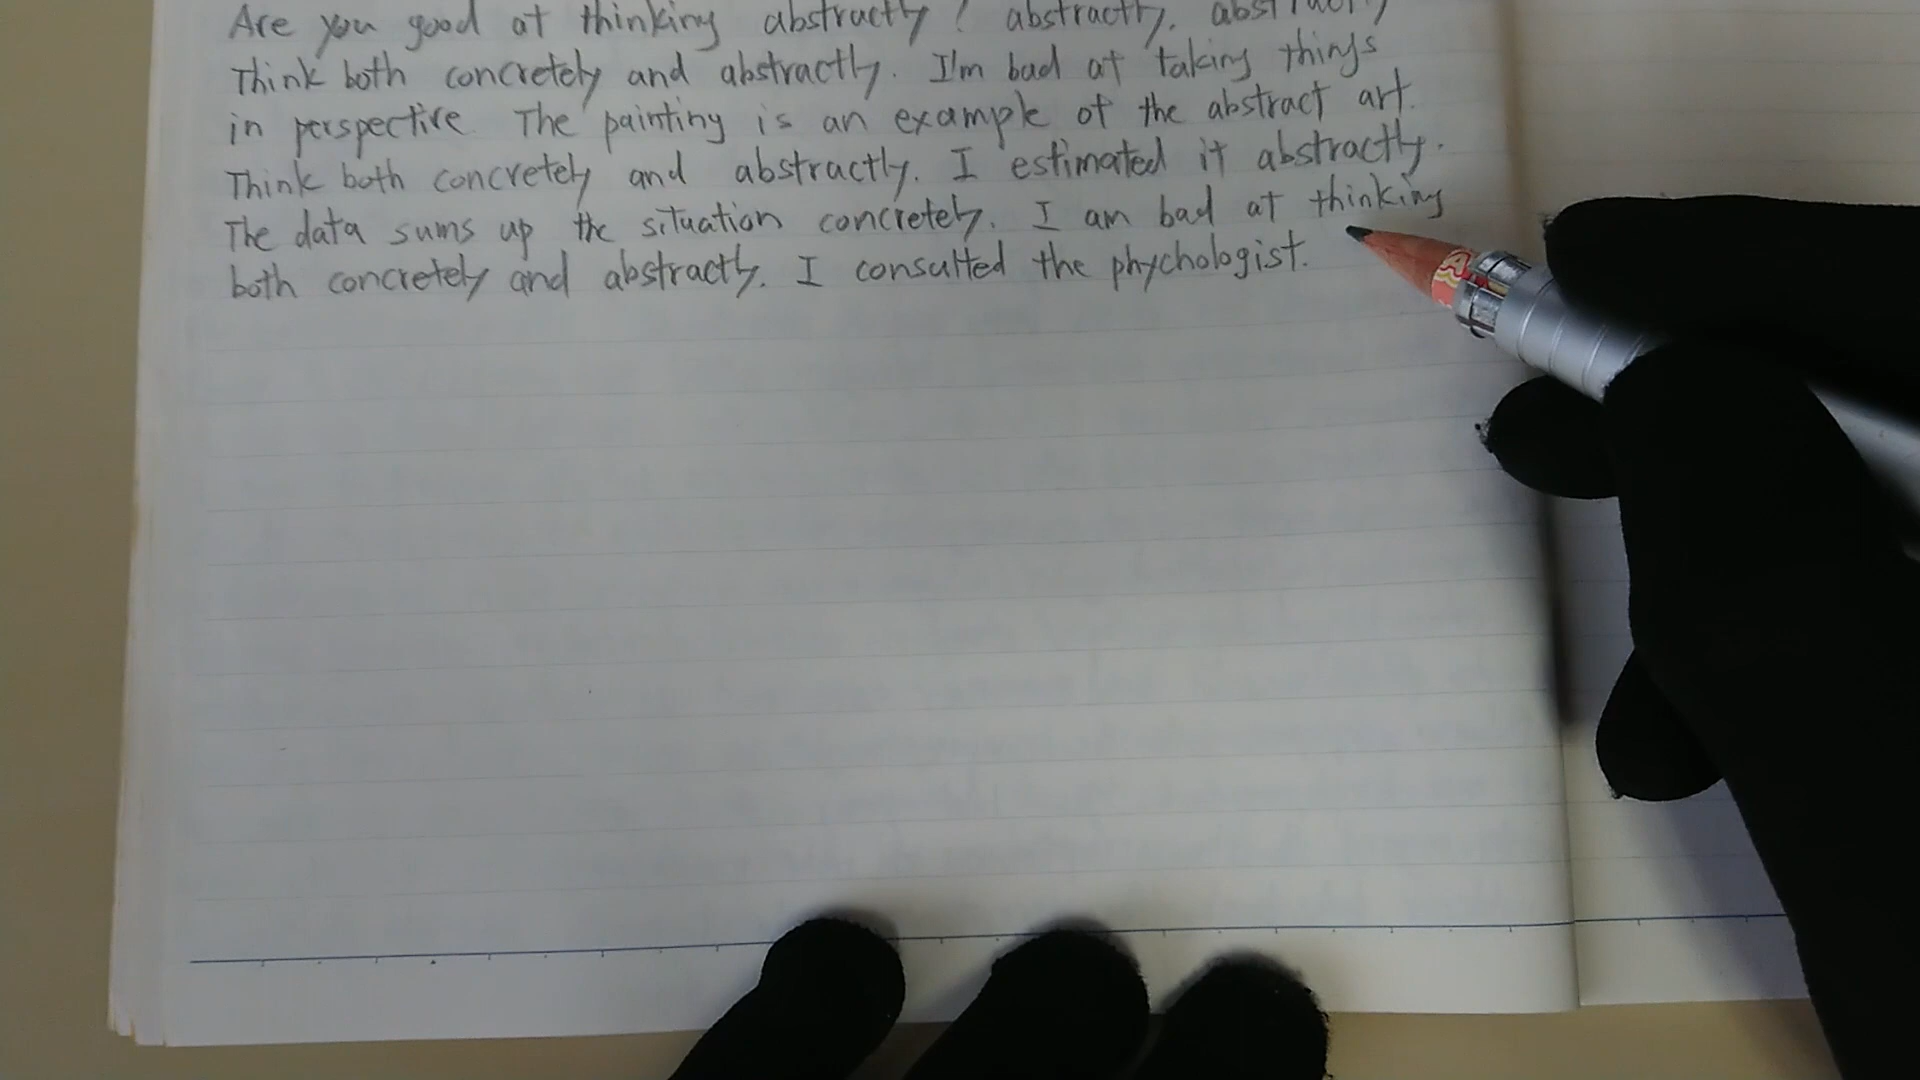 Are you good at thinking abstractly? abstractly. abstractly
Think both concretely and abstractly. I'm bad at taking things
in perspective. The painting is an example of the abstract art.
Think both concretely and abstractly. I estimated it abstractly.
The data sums up the situation concretely. I am bad at thinking
both concretely and abstractly. I consulted the phychologist.